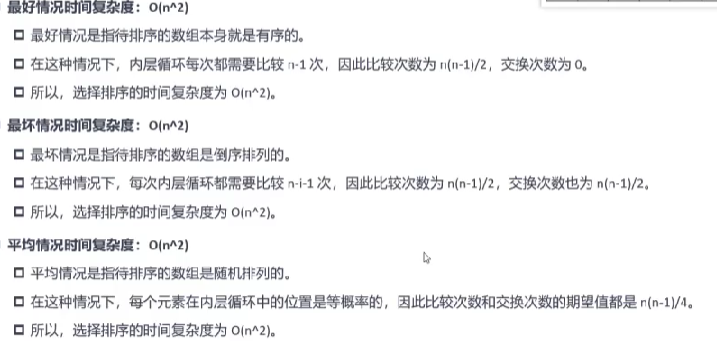 最好情况时间复杂度：O(n^2)
最好情况是指待排序的数组本身就是有序的。
在这种情况下，内层循环每次都需要比较 n-1 次，因此比较次数为 n(n-1)/2，交换次数为 0。
所以，选择排序的时间复杂度为 O(n^2)。
最坏情况时间复杂度：O(n^2)
最坏情况是指待排序的数组是倒序排列的。
在这种情况下，每次内层循环都需要比较 n-i-1 次，因此比较次数为 n(n-1)/2，交换次数也为 n(n-1)/2。
所以，选择排序的时间复杂度为 O(n^2)。
平均情况时间复杂度：O(n^2)
平均情况是指待排序的数组是随机排列的。
在这种情况下，每个元素在内层循环中的位置是等概率的，因此比较次数和交换次数的期望值都是 n(n-1)/4。
所以，选择排序的时间复杂度为 O(n^2)。